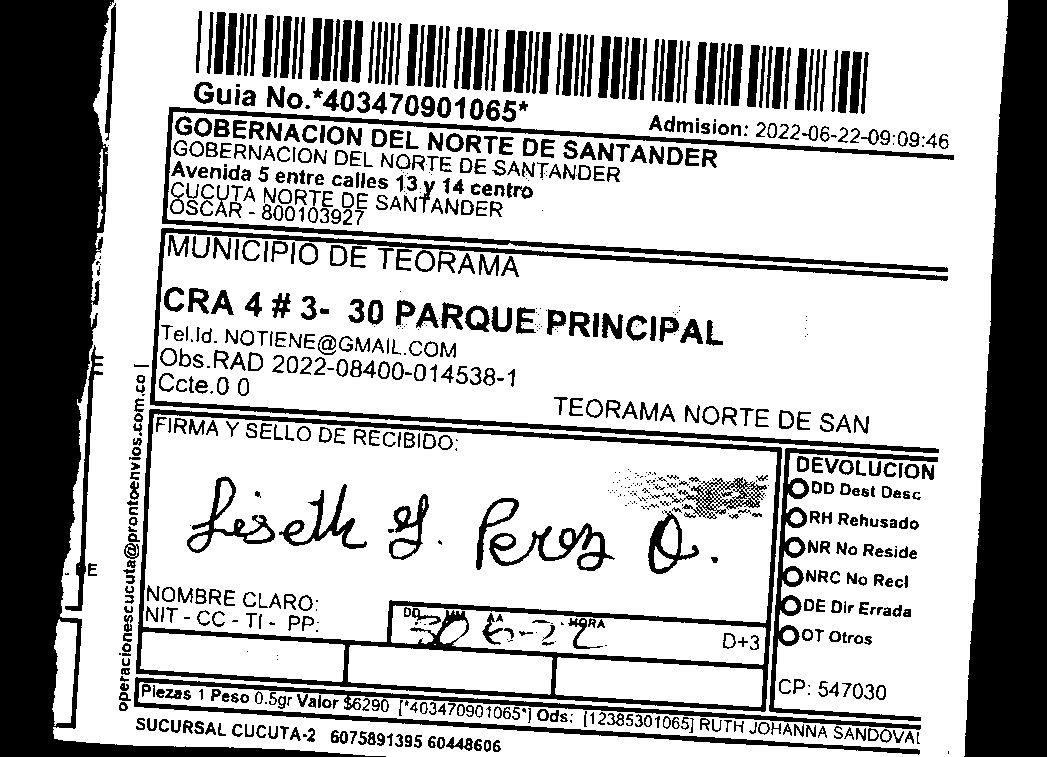 Guia No.*403470901065*
Admision: 2022-06-22-09:09:46
GOBERNACION DEL NORTE DE SANTANDER
GOBERNACION DEL NORTE DE SANTANDER
Avenida 5 entre calles 13 y 14 centro
CUCUTA NORTE DE SANTANDER
OSCAR - 800103927
MUNICIPIO DE TEORAMA
CRA 4 # 3- 30 PARQUE PRINCIPAL
Tel.Id. NOTIENE@GMAIL.COM
Obs.RAD 2022-08400-014538-1
Ccte.0 0
TEORAMA NORTE DE SAN
FIRMA Y SELLO DE RECIBIDO:
Liseth y. Perez O.
NOMBRE CLARO:
NIT - CC - TI - PP:
DD MM AA HORA
30 6-22
D+3
DEVOLUCION
DD Dest Desc
RH Rehusado
NR No Reside
NRC No Recl
DE Dir Errada
OT Otros
CP: 547030
Piezas 1 Peso 0.5gr Valor $6290 [*403470901065*] Ods: [12385301065] RUTH JOHANNA SANDOVAL
SUCURSAL CUCUTA-2 6075891395 60448606
operacionescucuta@prontoenvios.com.co |
DE